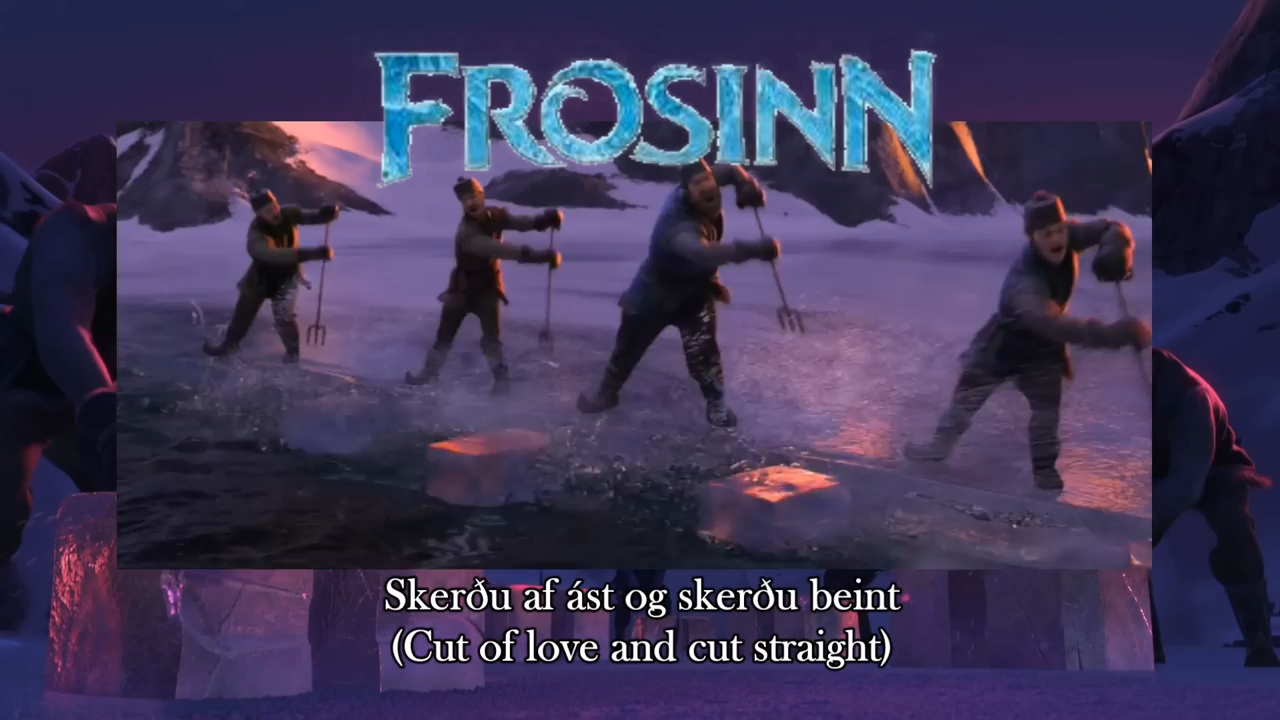 FROSINN
Skerðu af ást og skerðu beint
(Cut of love and cut straight)